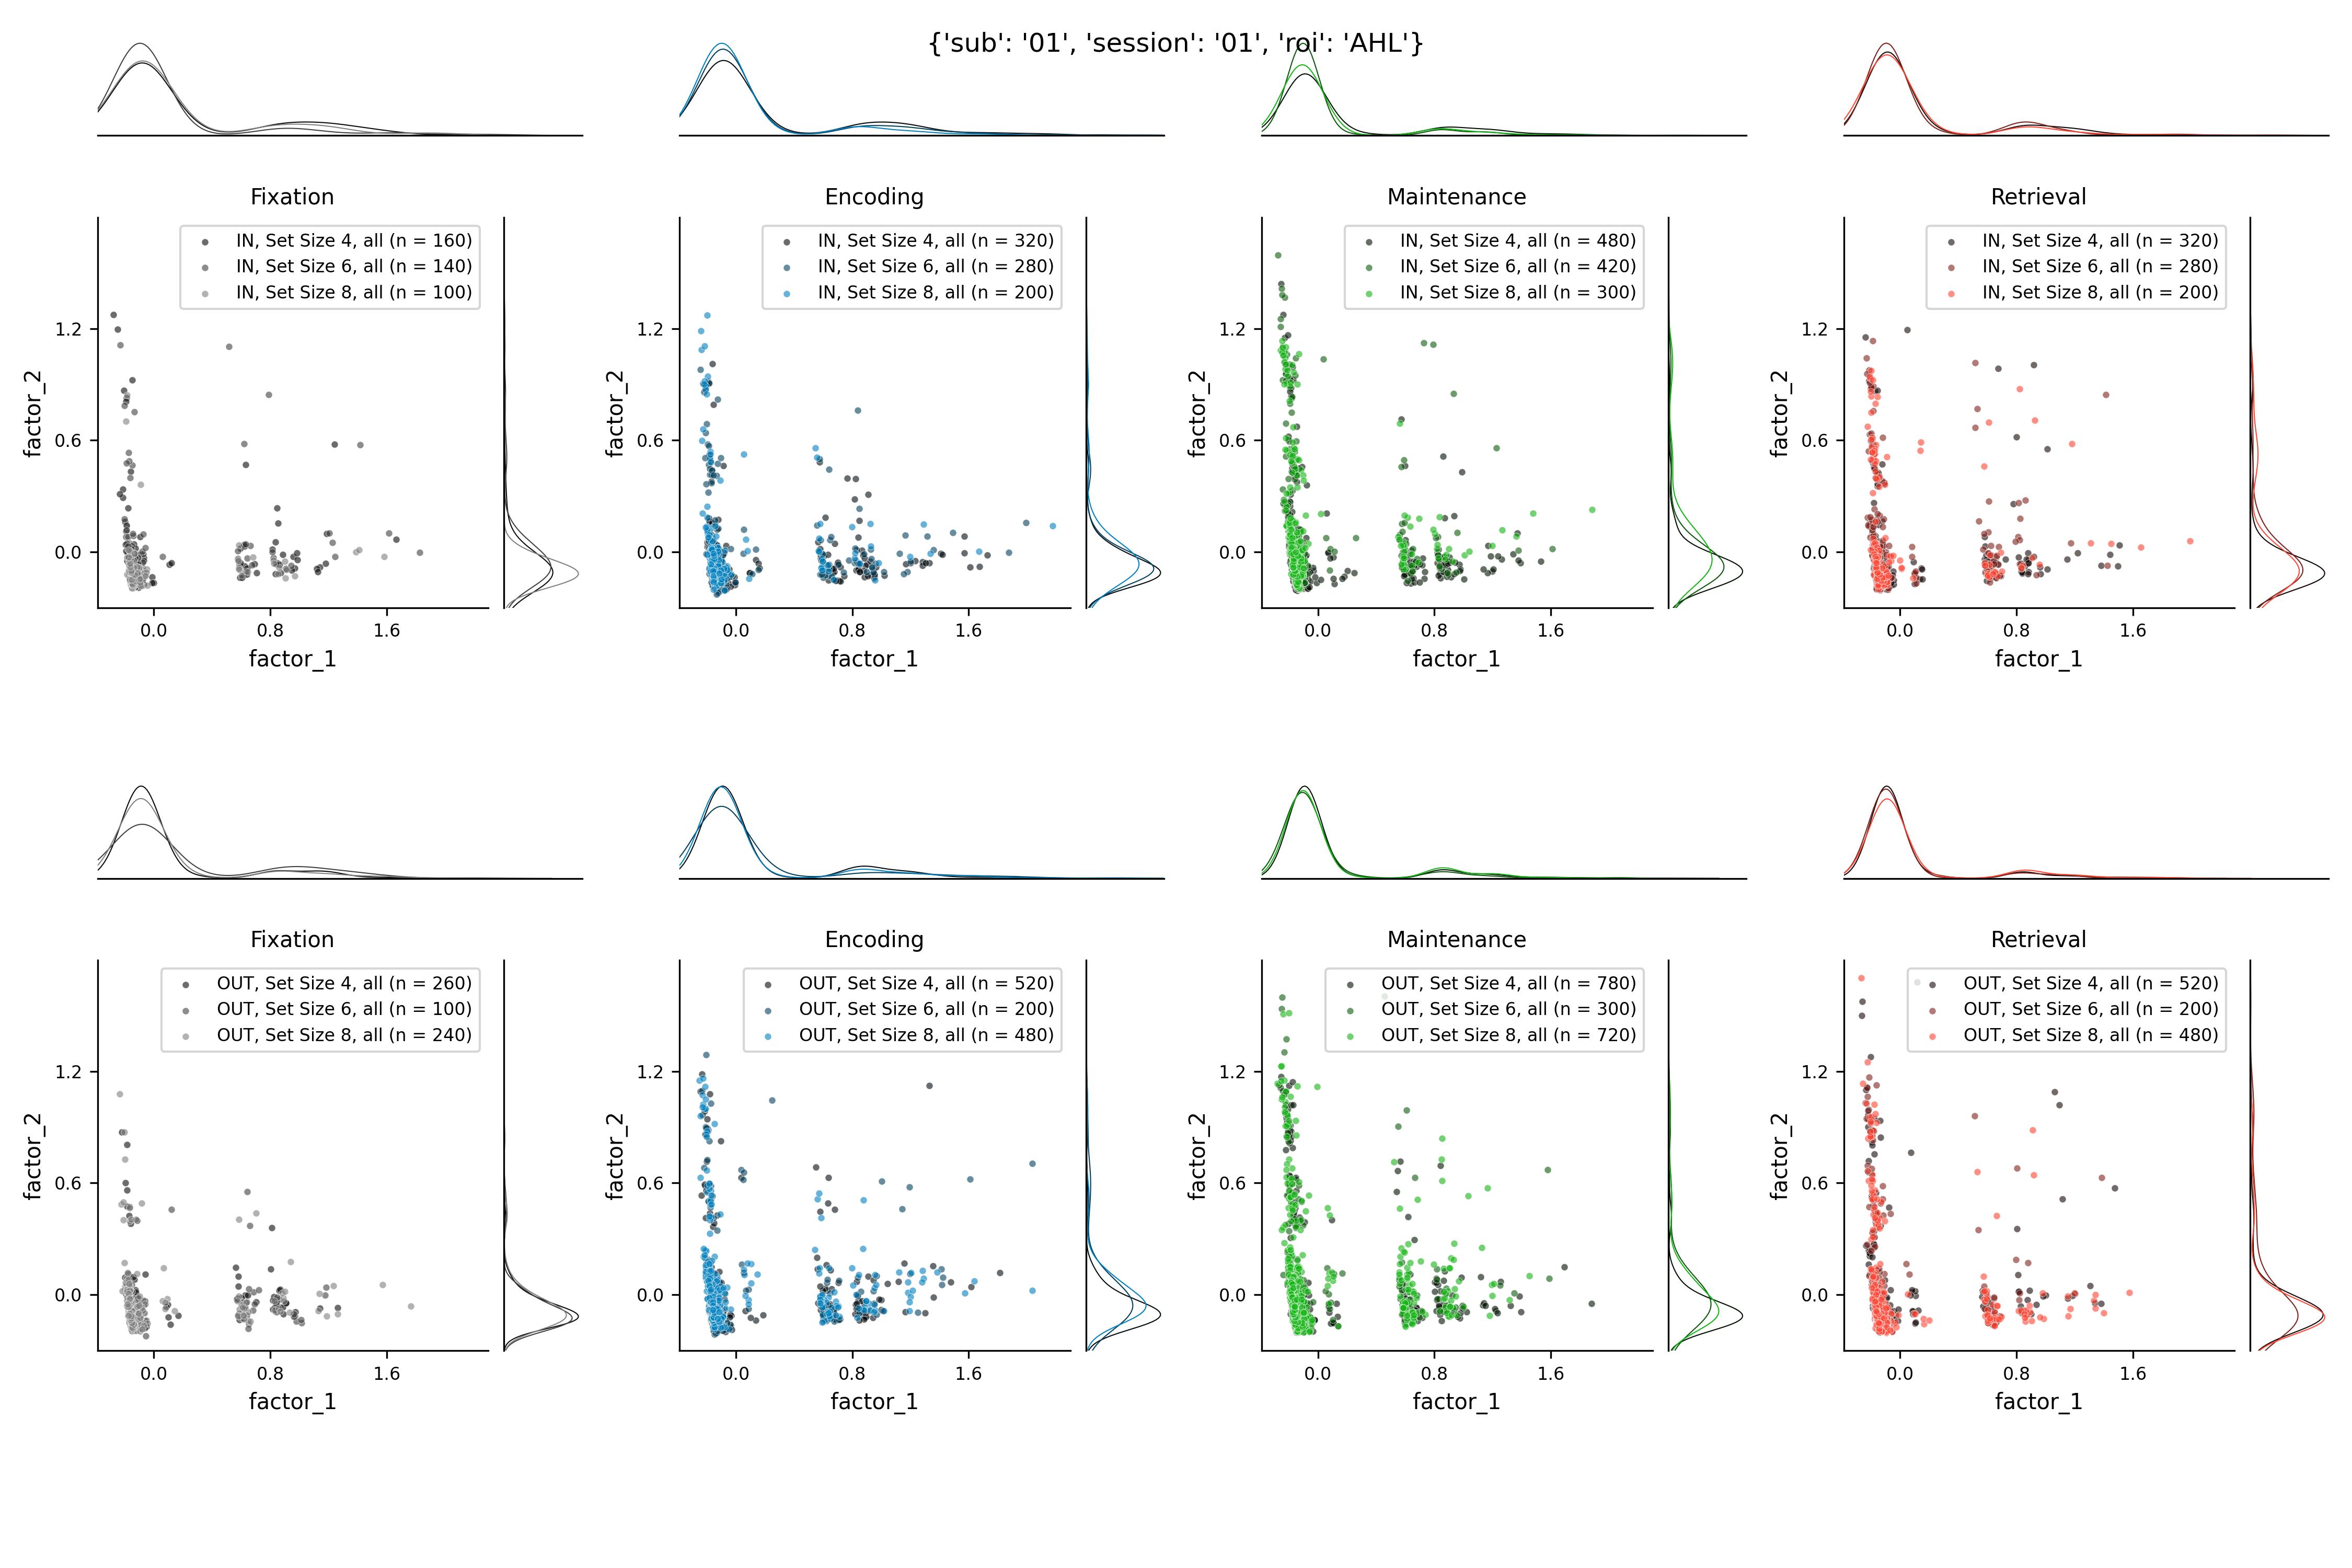 {'sub': '01', 'session': '01', 'roi': 'AHL'}
Fixation
IN, Set Size 4, all (n = 160)
IN, Set Size 6, all (n = 140)
IN, Set Size 8, all (n = 100)
1.2
0.6
0.0
factor_2
0.0 0.8 1.6
factor_1
Encoding
IN, Set Size 4, all (n = 320)
IN, Set Size 6, all (n = 280)
IN, Set Size 8, all (n = 200)
1.2
0.6
0.0
factor_2
0.0 0.8 1.6
factor_1
Maintenance
IN, Set Size 4, all (n = 480)
IN, Set Size 6, all (n = 420)
IN, Set Size 8, all (n = 300)
1.2
0.6
0.0
factor_2
0.0 0.8 1.6
factor_1
Retrieval
IN, Set Size 4, all (n = 320)
IN, Set Size 6, all (n = 280)
IN, Set Size 8, all (n = 200)
1.2
0.6
0.0
factor_2
0.0 0.8 1.6
factor_1
Fixation
OUT, Set Size 4, all (n = 260)
OUT, Set Size 6, all (n = 100)
OUT, Set Size 8, all (n = 240)
1.2
0.6
0.0
factor_2
0.0 0.8 1.6
factor_1
Encoding
OUT, Set Size 4, all (n = 520)
OUT, Set Size 6, all (n = 200)
OUT, Set Size 8, all (n = 480)
1.2
0.6
0.0
factor_2
0.0 0.8 1.6
factor_1
Maintenance
OUT, Set Size 4, all (n = 780)
OUT, Set Size 6, all (n = 300)
OUT, Set Size 8, all (n = 720)
1.2
0.6
0.0
factor_2
0.0 0.8 1.6
factor_1
Retrieval
OUT, Set Size 4, all (n = 520)
OUT, Set Size 6, all (n = 200)
OUT, Set Size 8, all (n = 480)
1.2
0.6
0.0
factor_2
0.0 0.8 1.6
factor_1